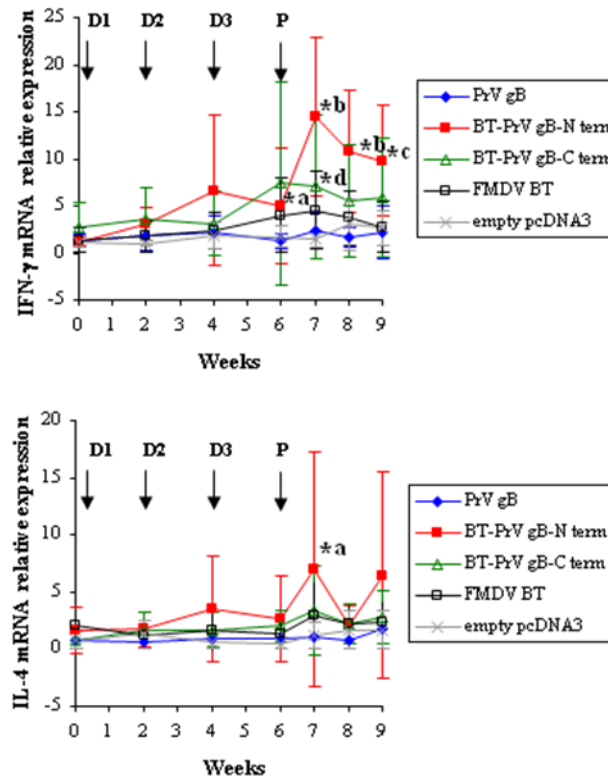 IFN-γ mRNA relative expression
25
20
15
10
5
0
-5
D1 D2 D3 P
*b
*b
*c
*d
*a
0 1 2 3 4 5 6 7 8 9
Weeks
PrV gB
BT-PrV gB-N term
BT-PrV gB-C term
FMDV BT
empty pcDNA3
IL-4 mRNA relative expression
20
15
10
5
0
-5
D1 D2 D3 P
*a
0 1 2 3 4 5 6 7 8 9
Weeks
PrV gB
BT-PrV gB-N term
BT-PrV gB-C term
FMDV BT
empty pcDNA3